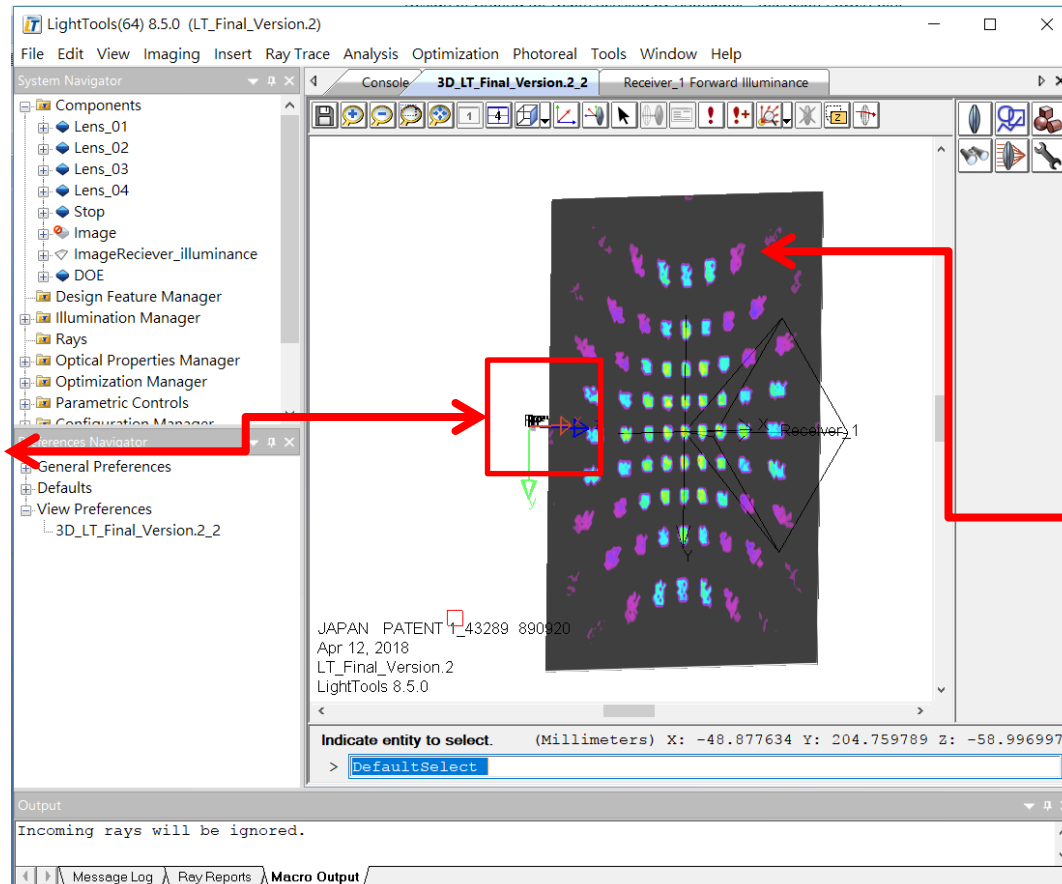 LightTools(64) 8.5.0 (LT_Final_Version.2)
File Edit View Imaging Insert Ray Trace Analysis Optimization Photoreal Tools Window Help
System Navigator
Components
Lens_01
Lens_02
Lens_03
Lens_04
Stop
Image
ImageReciever_illuminance
DOE
Design Feature Manager
Illumination Manager
Rays
Optical Properties Manager
Optimization Manager
Parametric Controls
Configuration Manager
Preferences Navigator
General Preferences
Defaults
View Preferences
3D_LT_Final_Version.2_2
Console
3D_LT_Final_Version.2_2
Receiver_1 Forward Illuminance
1
4
Z
X
Receiver_1
y
Y
JAPAN PATENT 1_43289 890920
Apr 12, 2018
LT_Final_Version.2
LightTools 8.5.0
Indicate entity to select. (Millimeters) X: -48.877634 Y: 204.759789 Z: -58.996997
> DefaultSelect
Output
Incoming rays will be ignored.
Message Log Ray Reports Macro Output